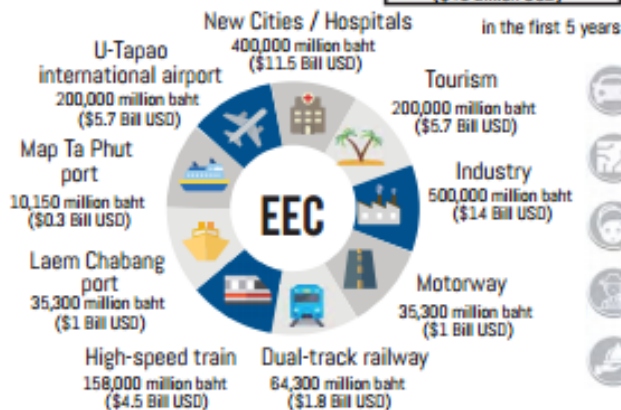 in the first 5 years
New Cities / Hospitals
400,000 million baht
($11.5 Bill USD)
U-Tapao
international airport
200,000 million baht
($5.7 Bill USD)
Tourism
200,000 million baht
($5.7 Bill USD)
Map Ta Phut
port
10,150 million baht
($0.3 Bill USD)
Industry
500,000 million baht
($14 Bill USD)
EEC
Laem Chabang
port
35,300 million baht
($1 Bill USD)
Motorway
35,300 million baht
($1 Bill USD)
High-speed train
158,000 million baht
($4.5 Bill USD)
Dual-track railway
64,300 million baht
($1.8 Bill USD)